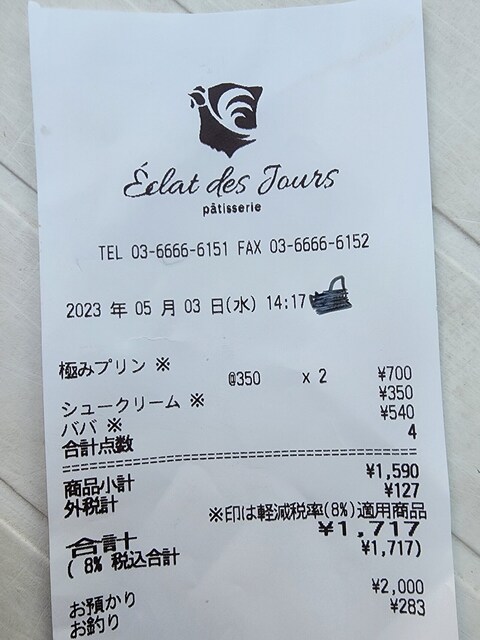 Éclat des Jours
pâtisserie
TEL 03-6666-6151 FAX 03-6666-6152
2023 年 05 月 03 日(水) 14:17
極みプリン ※
@350 x 2 ¥700
シュークリーム ※ ¥350
ババ ※ ¥540
合計点数 4
商品小計 ¥1,590
外税計 ¥127
※印は軽減税率(8%)適用商品
合計 ¥1,717
( 8% 税込合計 ¥1,717)
お預かり ¥2,000
お釣り ¥283